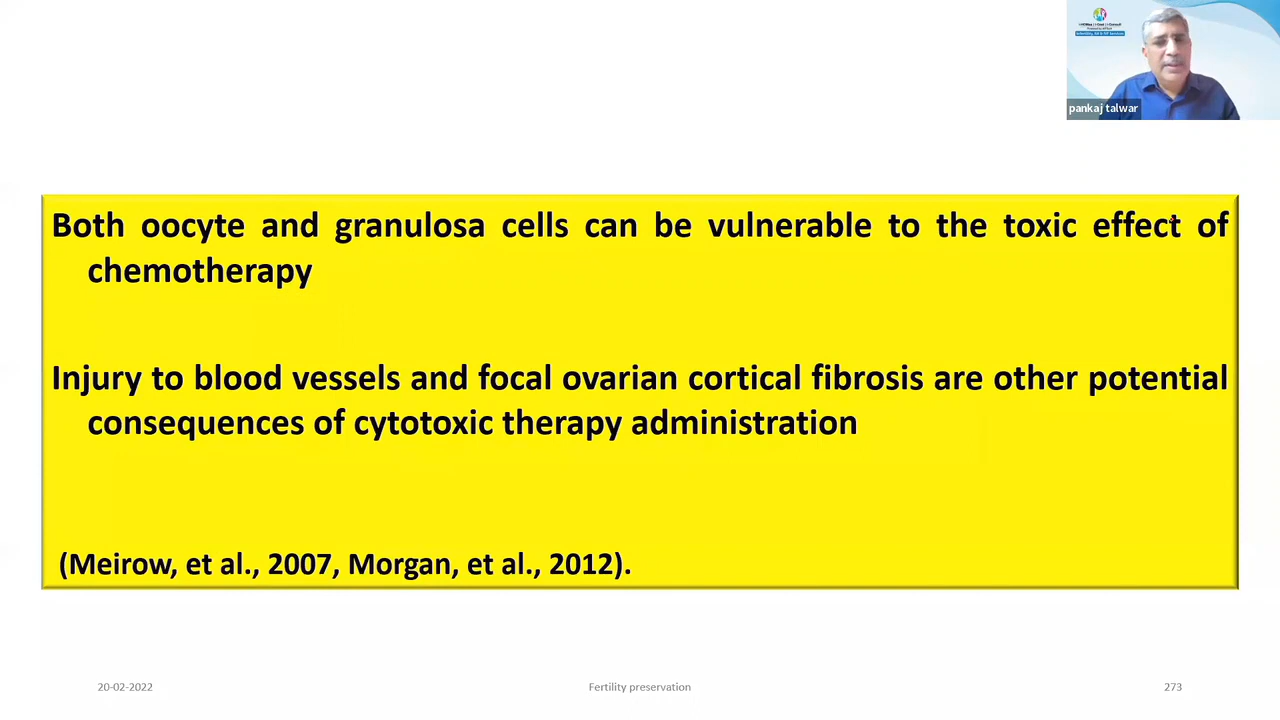 pankaj talwar
Both oocyte and granulosa cells can be vulnerable to the toxic effect of
chemotherapy
Injury to blood vessels and focal ovarian cortical fibrosis are other potential
consequences of cytotoxic therapy administration
(Meirow, et al., 2007, Morgan, et al., 2012).
20-02-2022
Fertility preservation
273